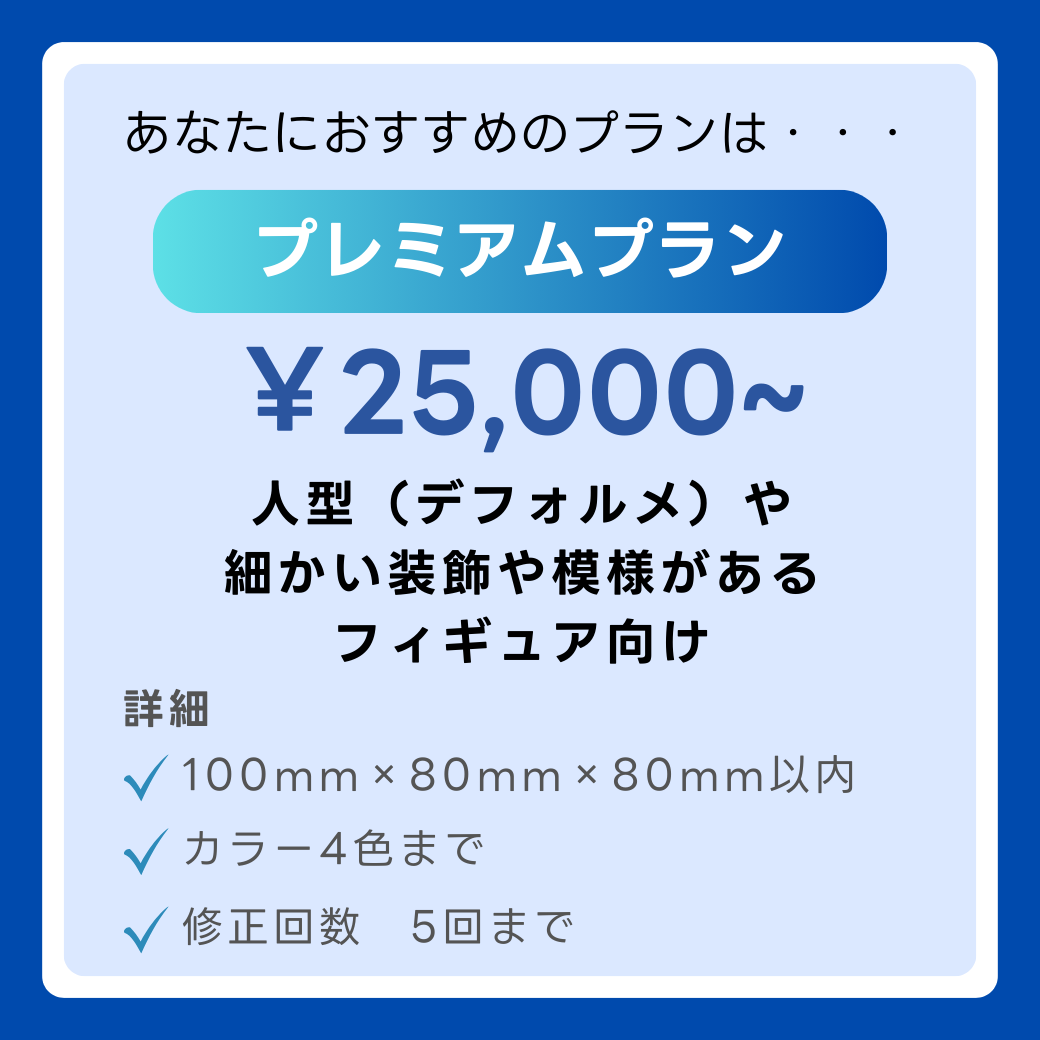 あなたにおすすめのプランは・・・
プレミアムプラン
￥25,000~
人型（デフォルメ）や
細かい装飾や模様がある
フィギュア向け
詳細
100mm×80mm×80mm以内
カラー4色まで
修正回数　5回まで